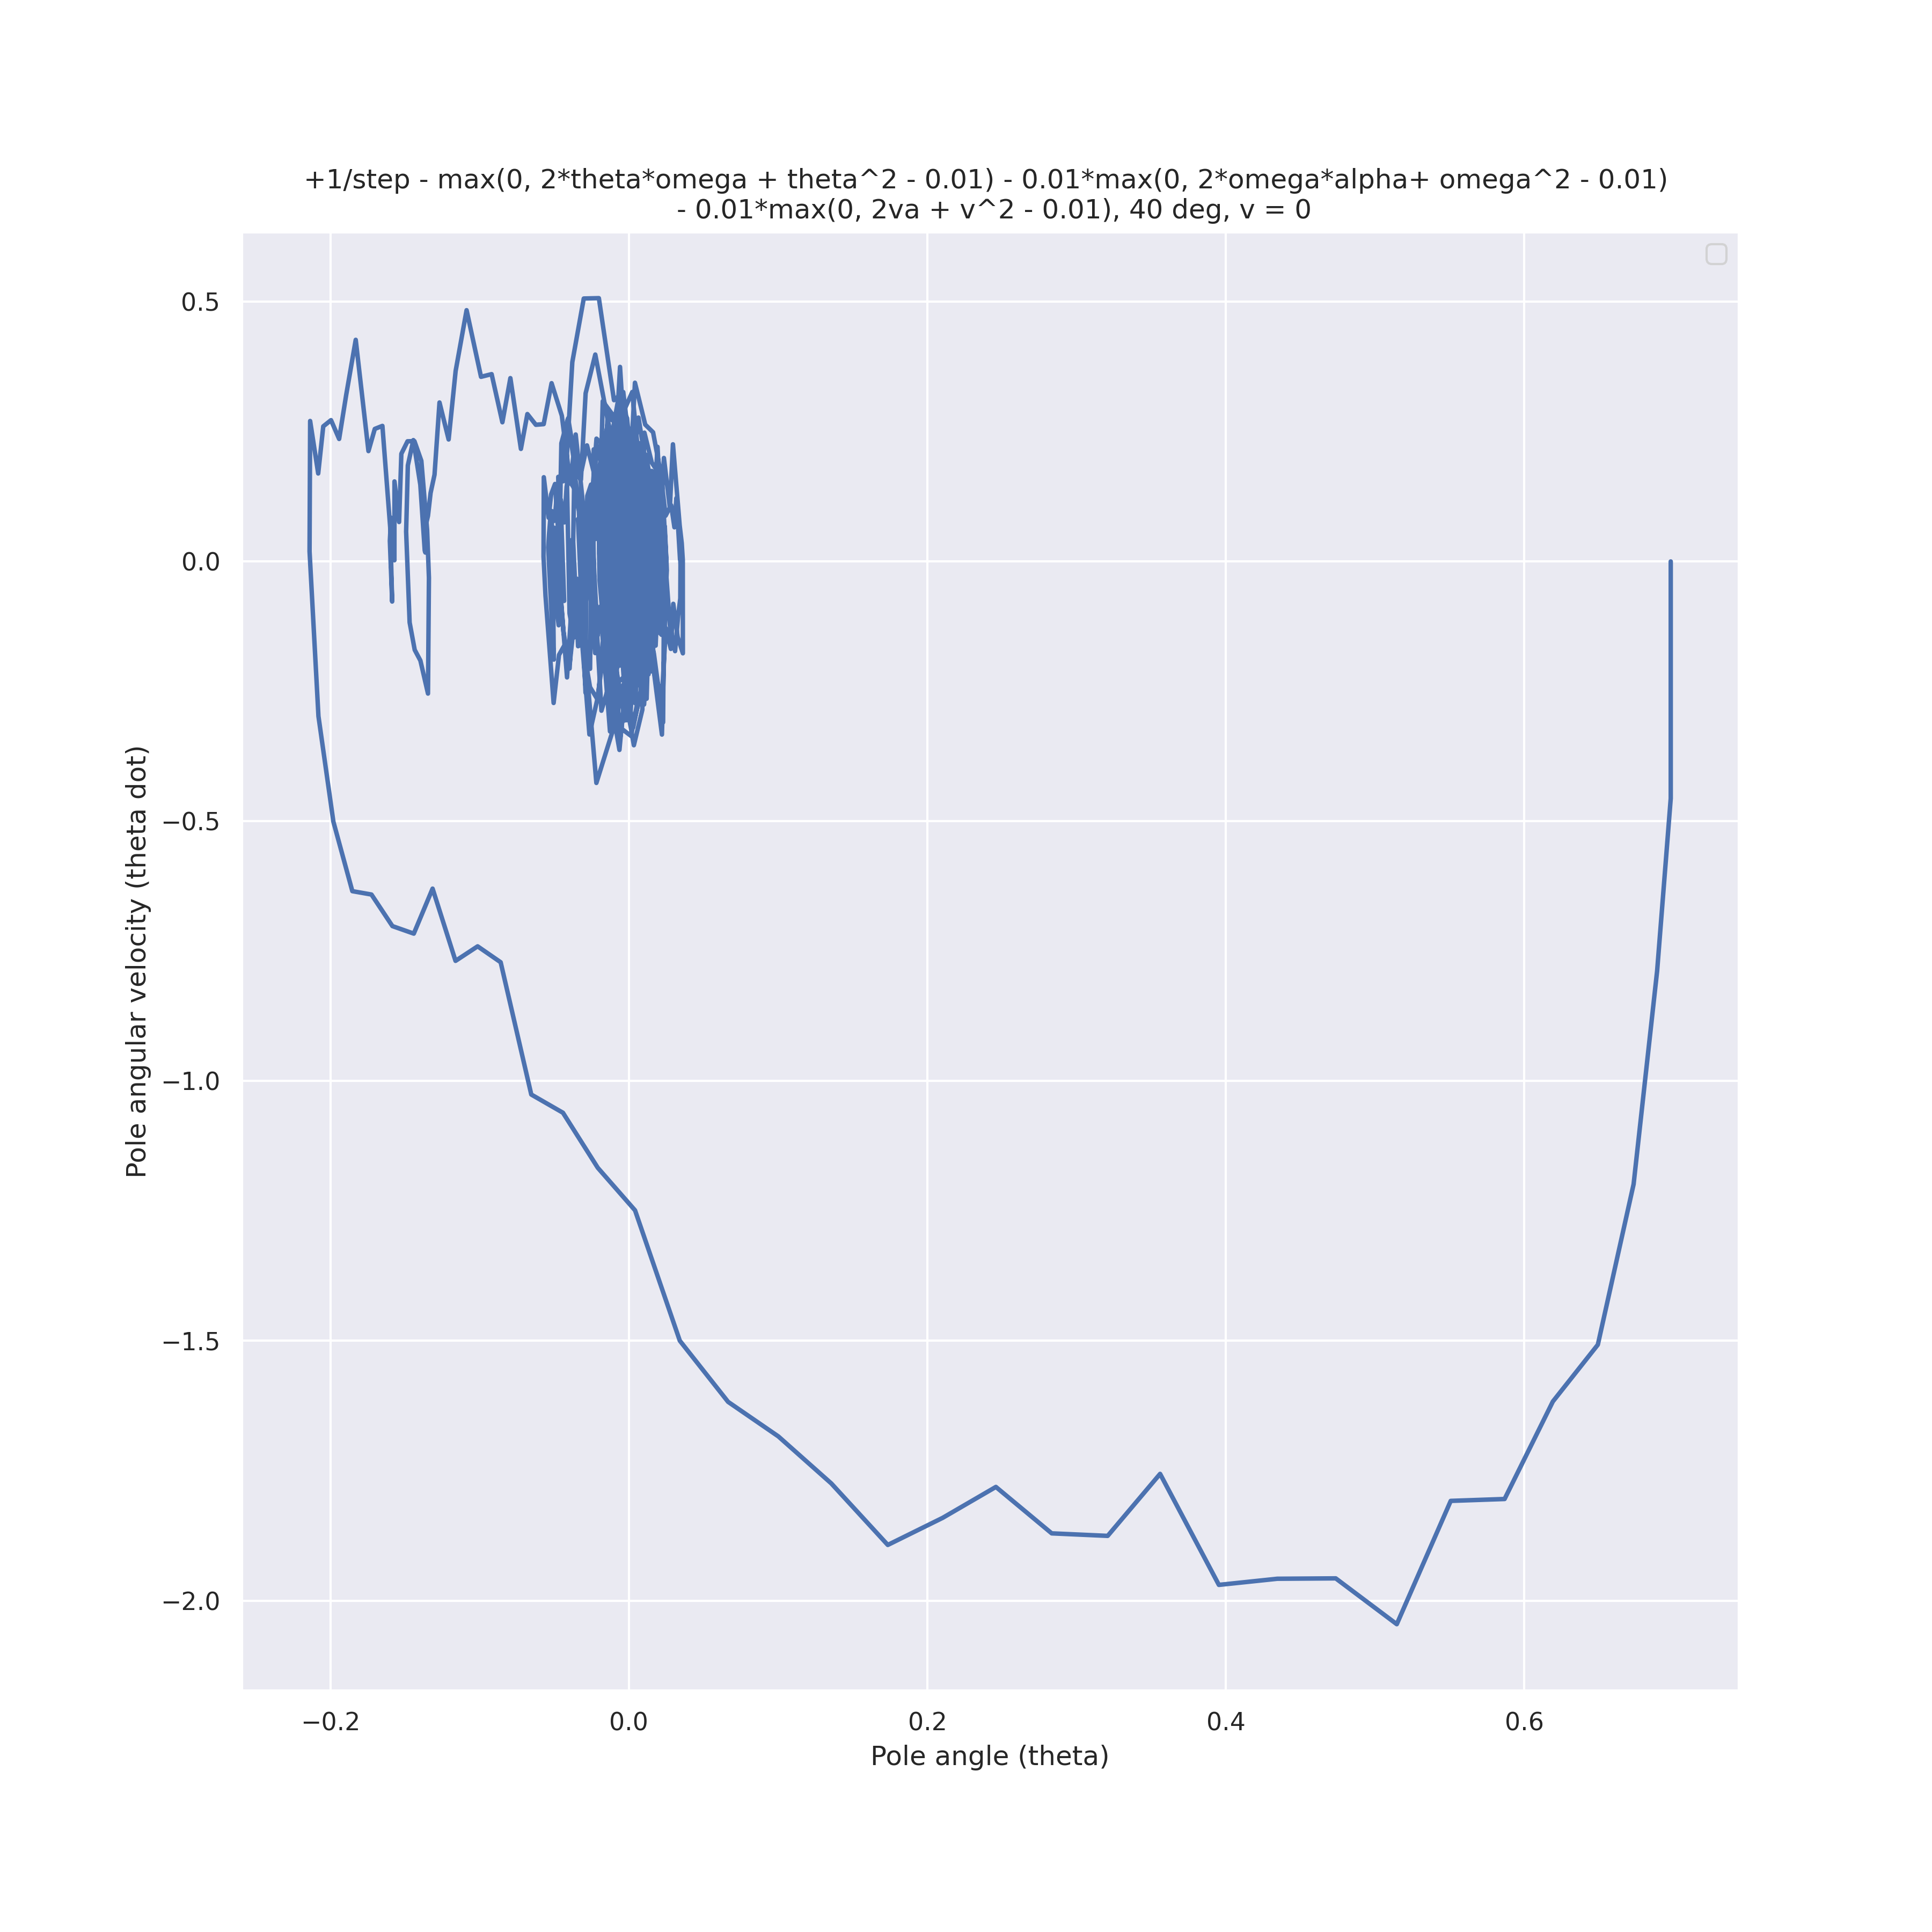 +1/step - max(0, 2*theta*omega + theta^2 - 0.01) - 0.01*max(0, 2*omega*alpha+ omega^2 - 0.01)
- 0.01*max(0, 2va + v^2 - 0.01), 40 deg, v = 0
0.5
0.0
−0.5
−1.0
−1.5
−2.0
Pole angular velocity (theta dot)
−0.2
0.0
0.2
0.4
0.6
Pole angle (theta)